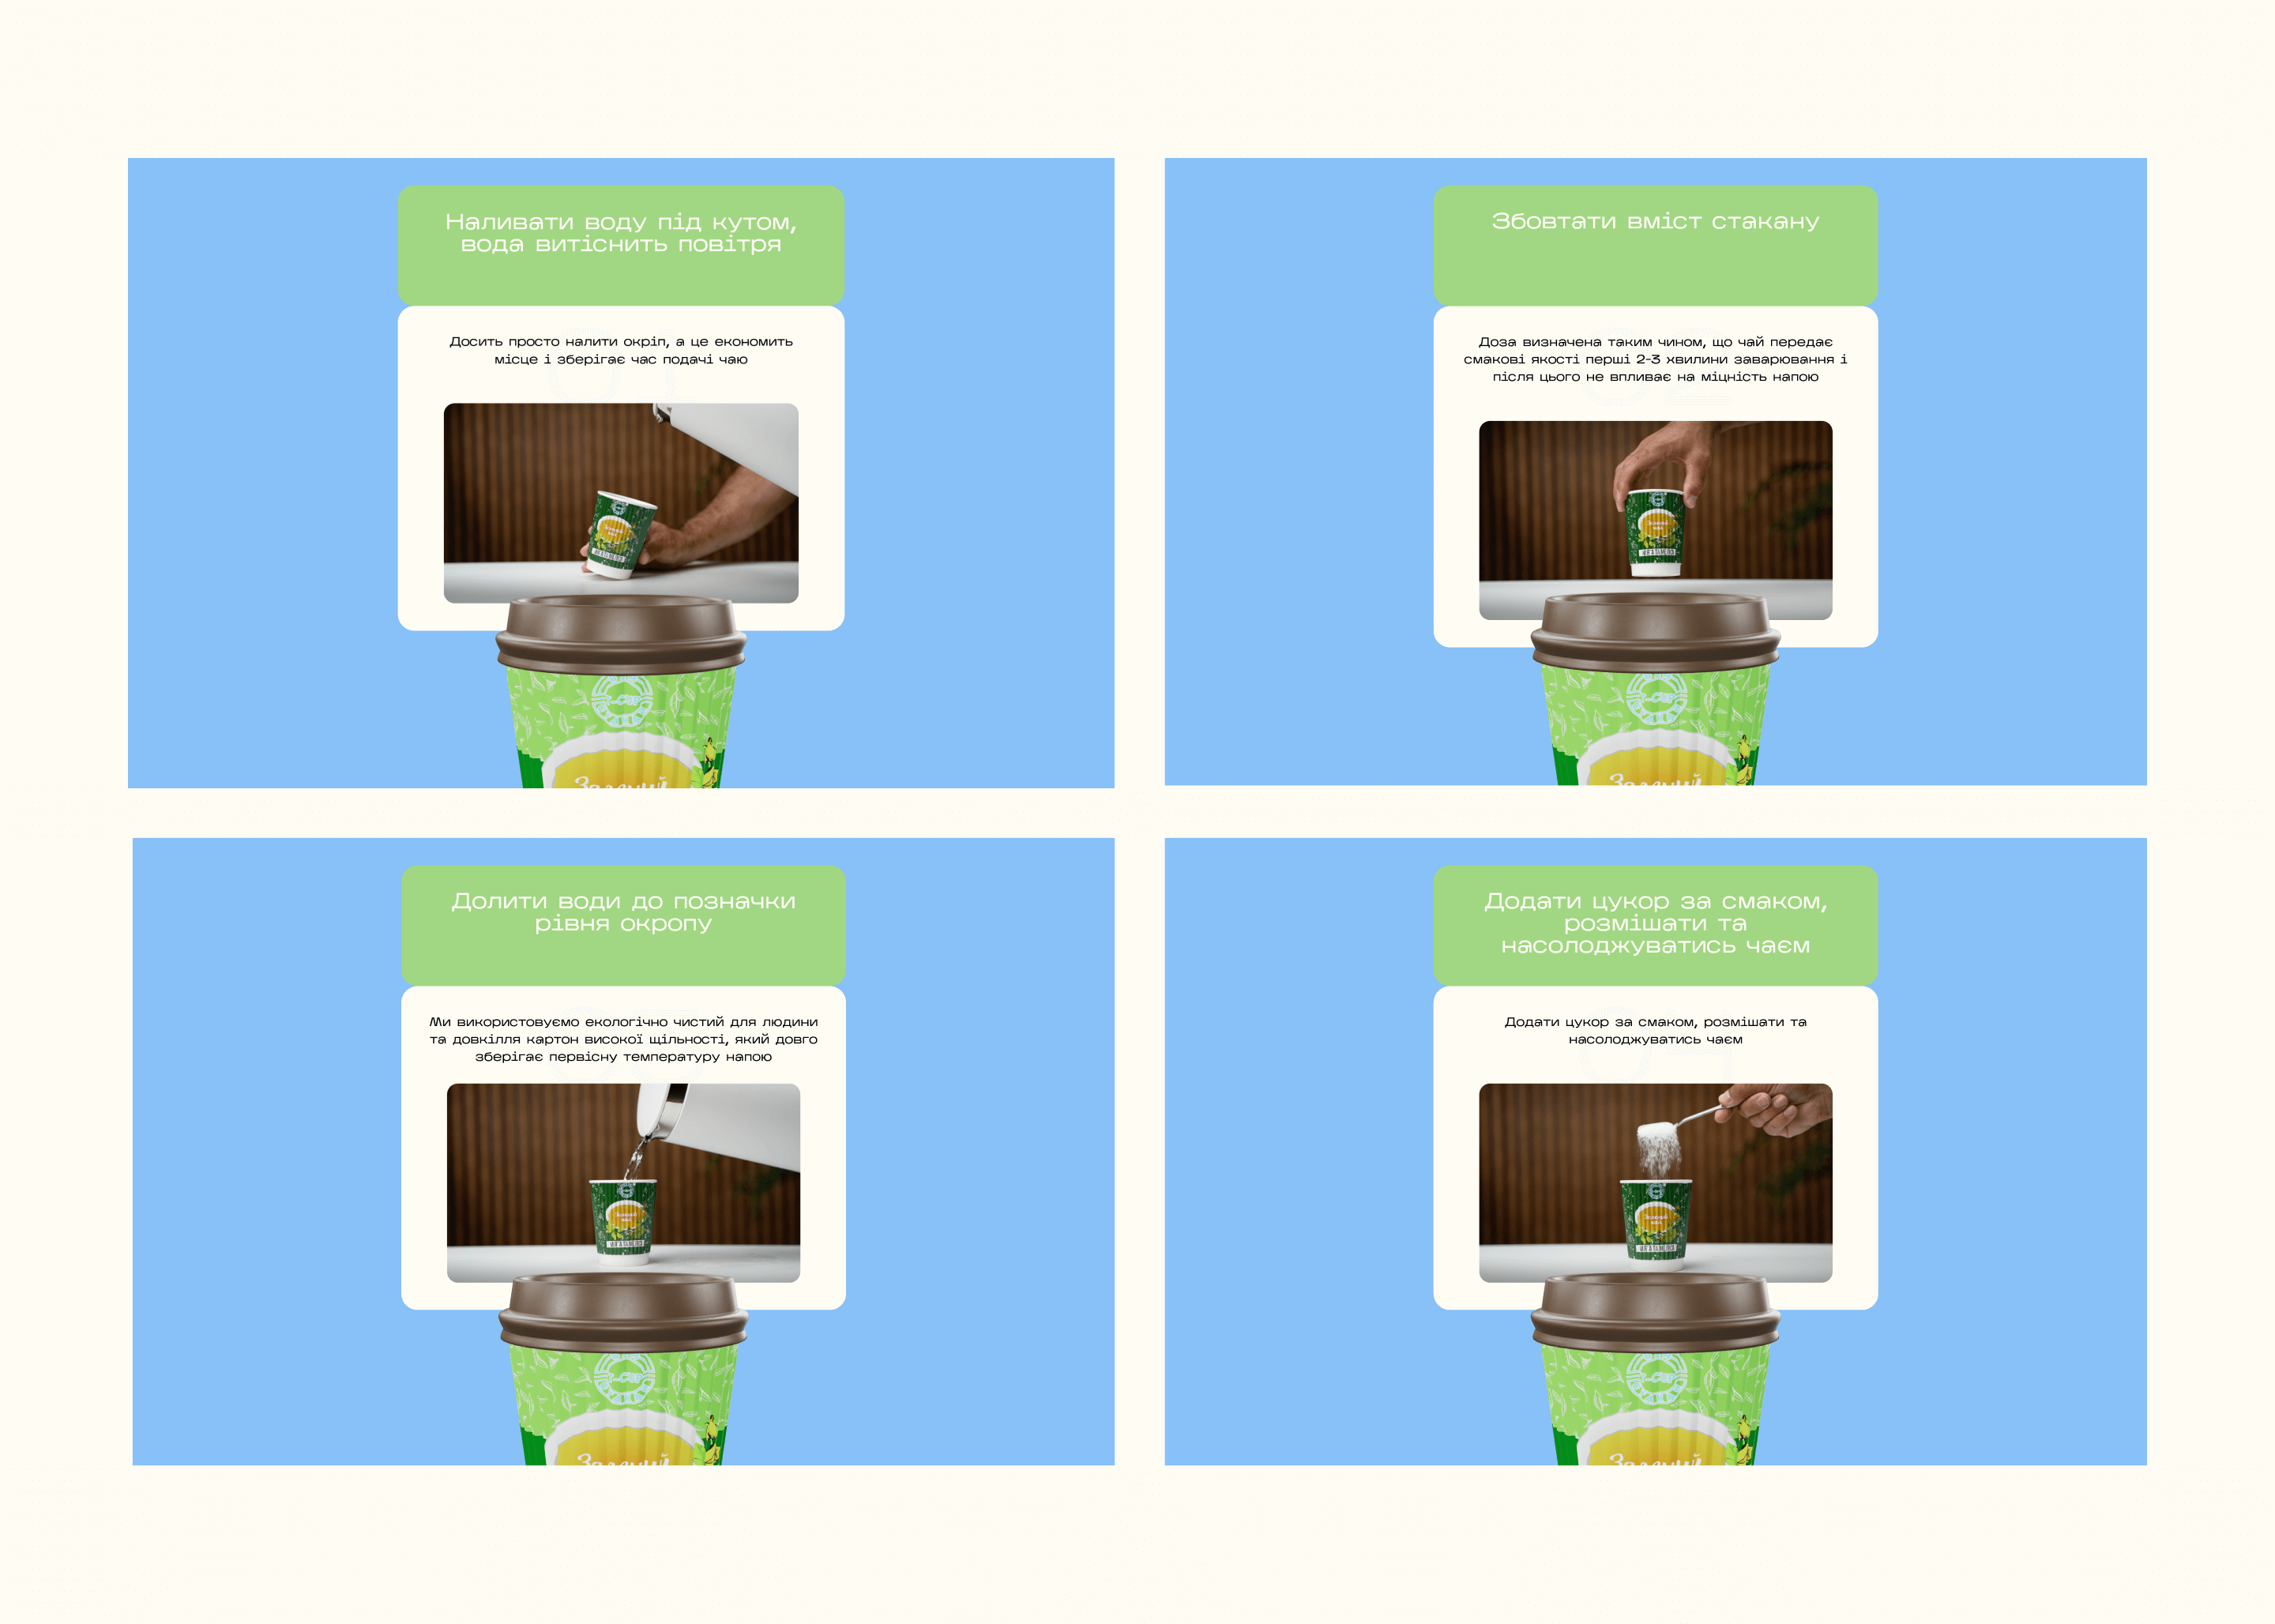 Наливати воду під кутом,
вода витіснить повітря
Досить просто налити окріп, а це економить
місце і зберігає час подачі чаю
Зелений
Збовтати вміст стакану
Доза визначена таким чином, що чай передає
смакові якості перші 2-3 хвилини заварювання і
після цього не впливає на міцність напою
Зелений
Долити води до позначки
рівня окропу
Ми використовуємо екологічно чистий для людини
та довкілля картон високої щільності, який довго
зберігає первісну температуру напою
Зелений
Додати цукор за смаком,
розмішати та
насолоджуватись чаєм
Додати цукор за смаком, розмішати та
насолоджуватись чаєм
Зелений